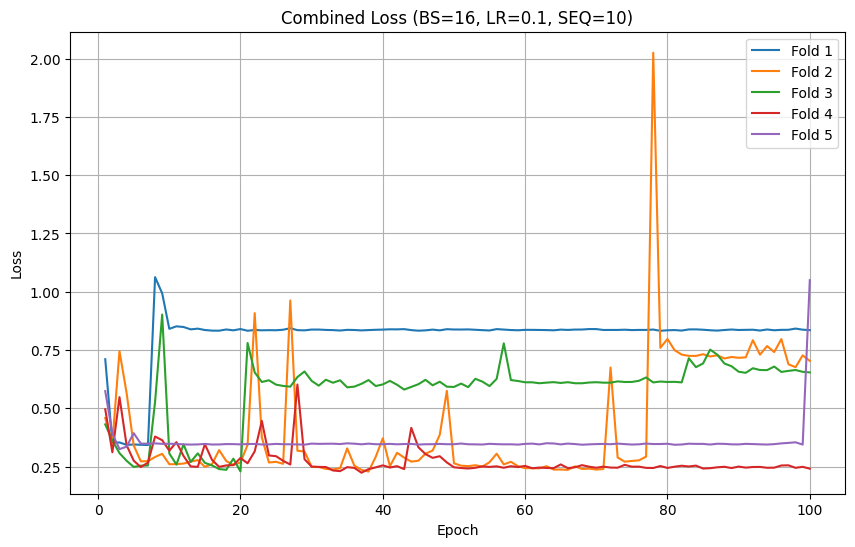 Combined Loss (BS=16, LR=0.1, SEQ=10)
Fold 1
Fold 2
Fold 3
Fold 4
Fold 5
2.00
1.75
1.50
1.25
1.00
0.75
0.50
0.25
Loss
0
20
40
60
80
100
Epoch